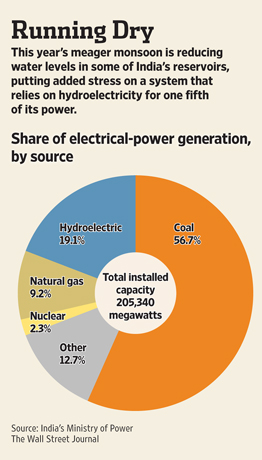 Running Dry
This year's meager monsoon is reducing
water levels in some of India's reservoirs,
putting added stress on a system that
relies on hydroelectricity for one fifth
of its power.
Share of electrical-power generation,
by source
Hydroelectric
19.1%
Coal
56.7%
Natural gas
9.2%
Total installed
capacity
205,340
megawatts
Nuclear
2.3%
Other
12.7%
Source: India's Ministry of Power
The Wall Street Journal